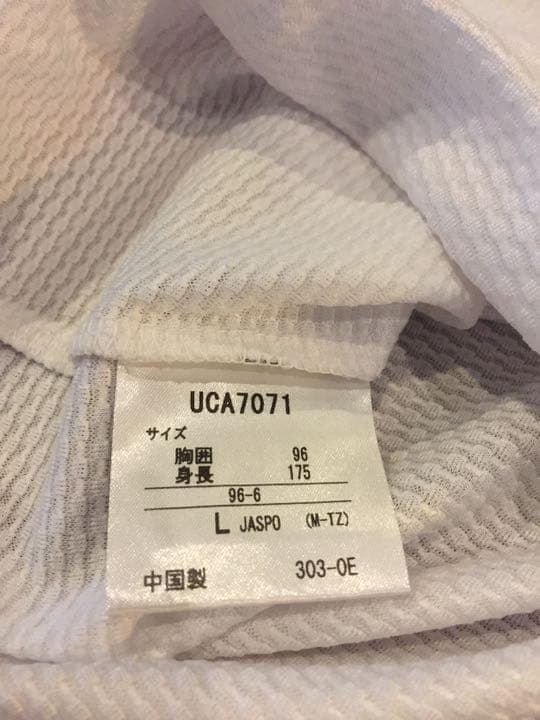 UCA7071
サイズ
胸囲 96
身長 175
96-6
L JASPO (M-TZ)
中国製 303-0E